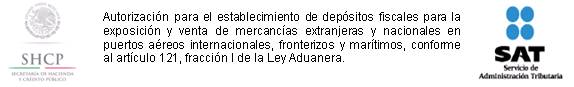 Autorización para el establecimiento de depósitos fiscales para la
exposición y venta de mercancías extranjeras y nacionales en
puertos aéreos internacionales, fronterizos y marítimos, conforme
al artículo 121, fracción I de la Ley Aduanera.
SHCP
SECRETARÍA DE HACIENDA
Y CRÉDITO PÚBLICO
SAT
Servicio de
Administración Tributaria